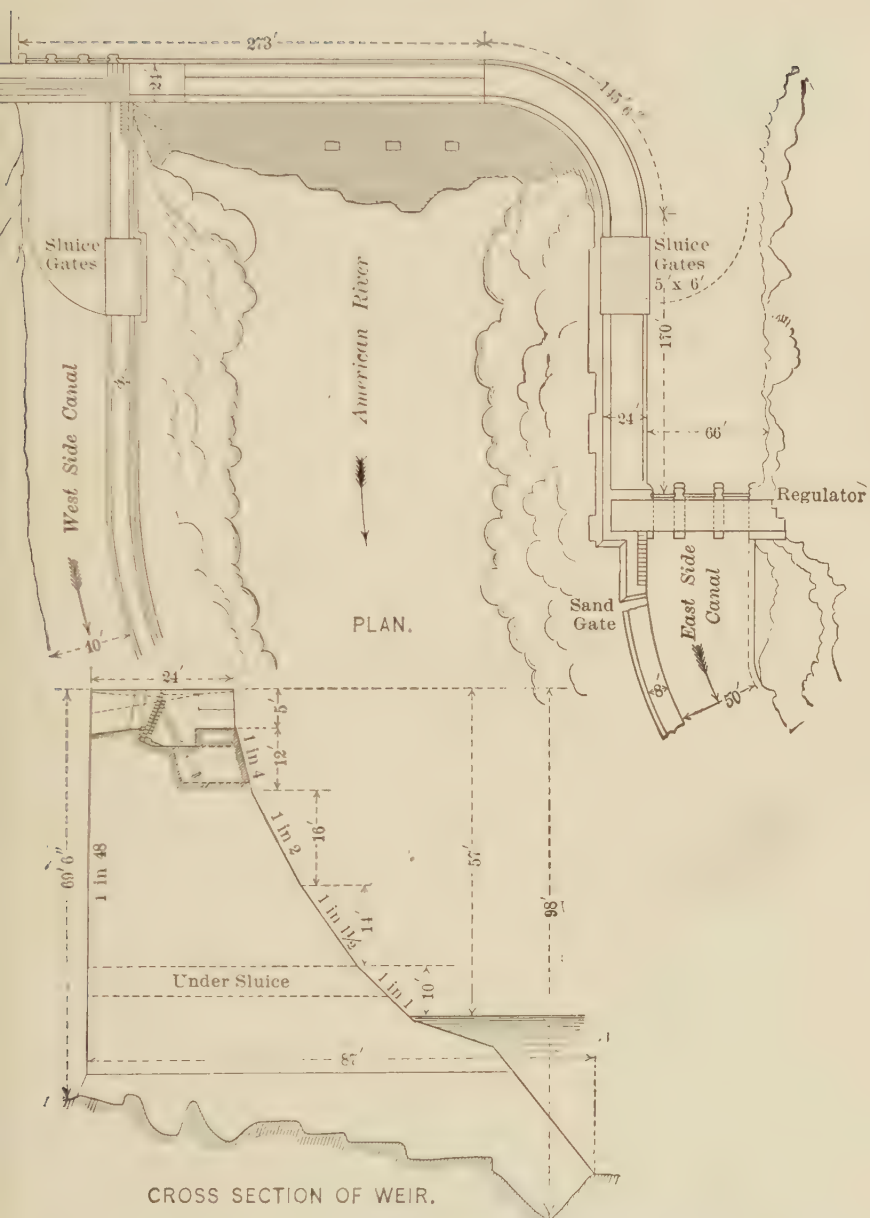 273'
24'
145' 6"
Sluice
Gates
Sluice
Gates
5' x 6'
American River
170'
West Side Canal
4'
24'
66'
Regulator
Sand
Gate
East Side
Canal
PLAN.
10'
8'
50'
24'
5'
12'
1 in 4
16'
1 in 2
57'
69' 6"
1 in 48
98'
14'
1 in 1½
Under Sluice
10'
1 in 1
87'
CROSS SECTION OF WEIR.